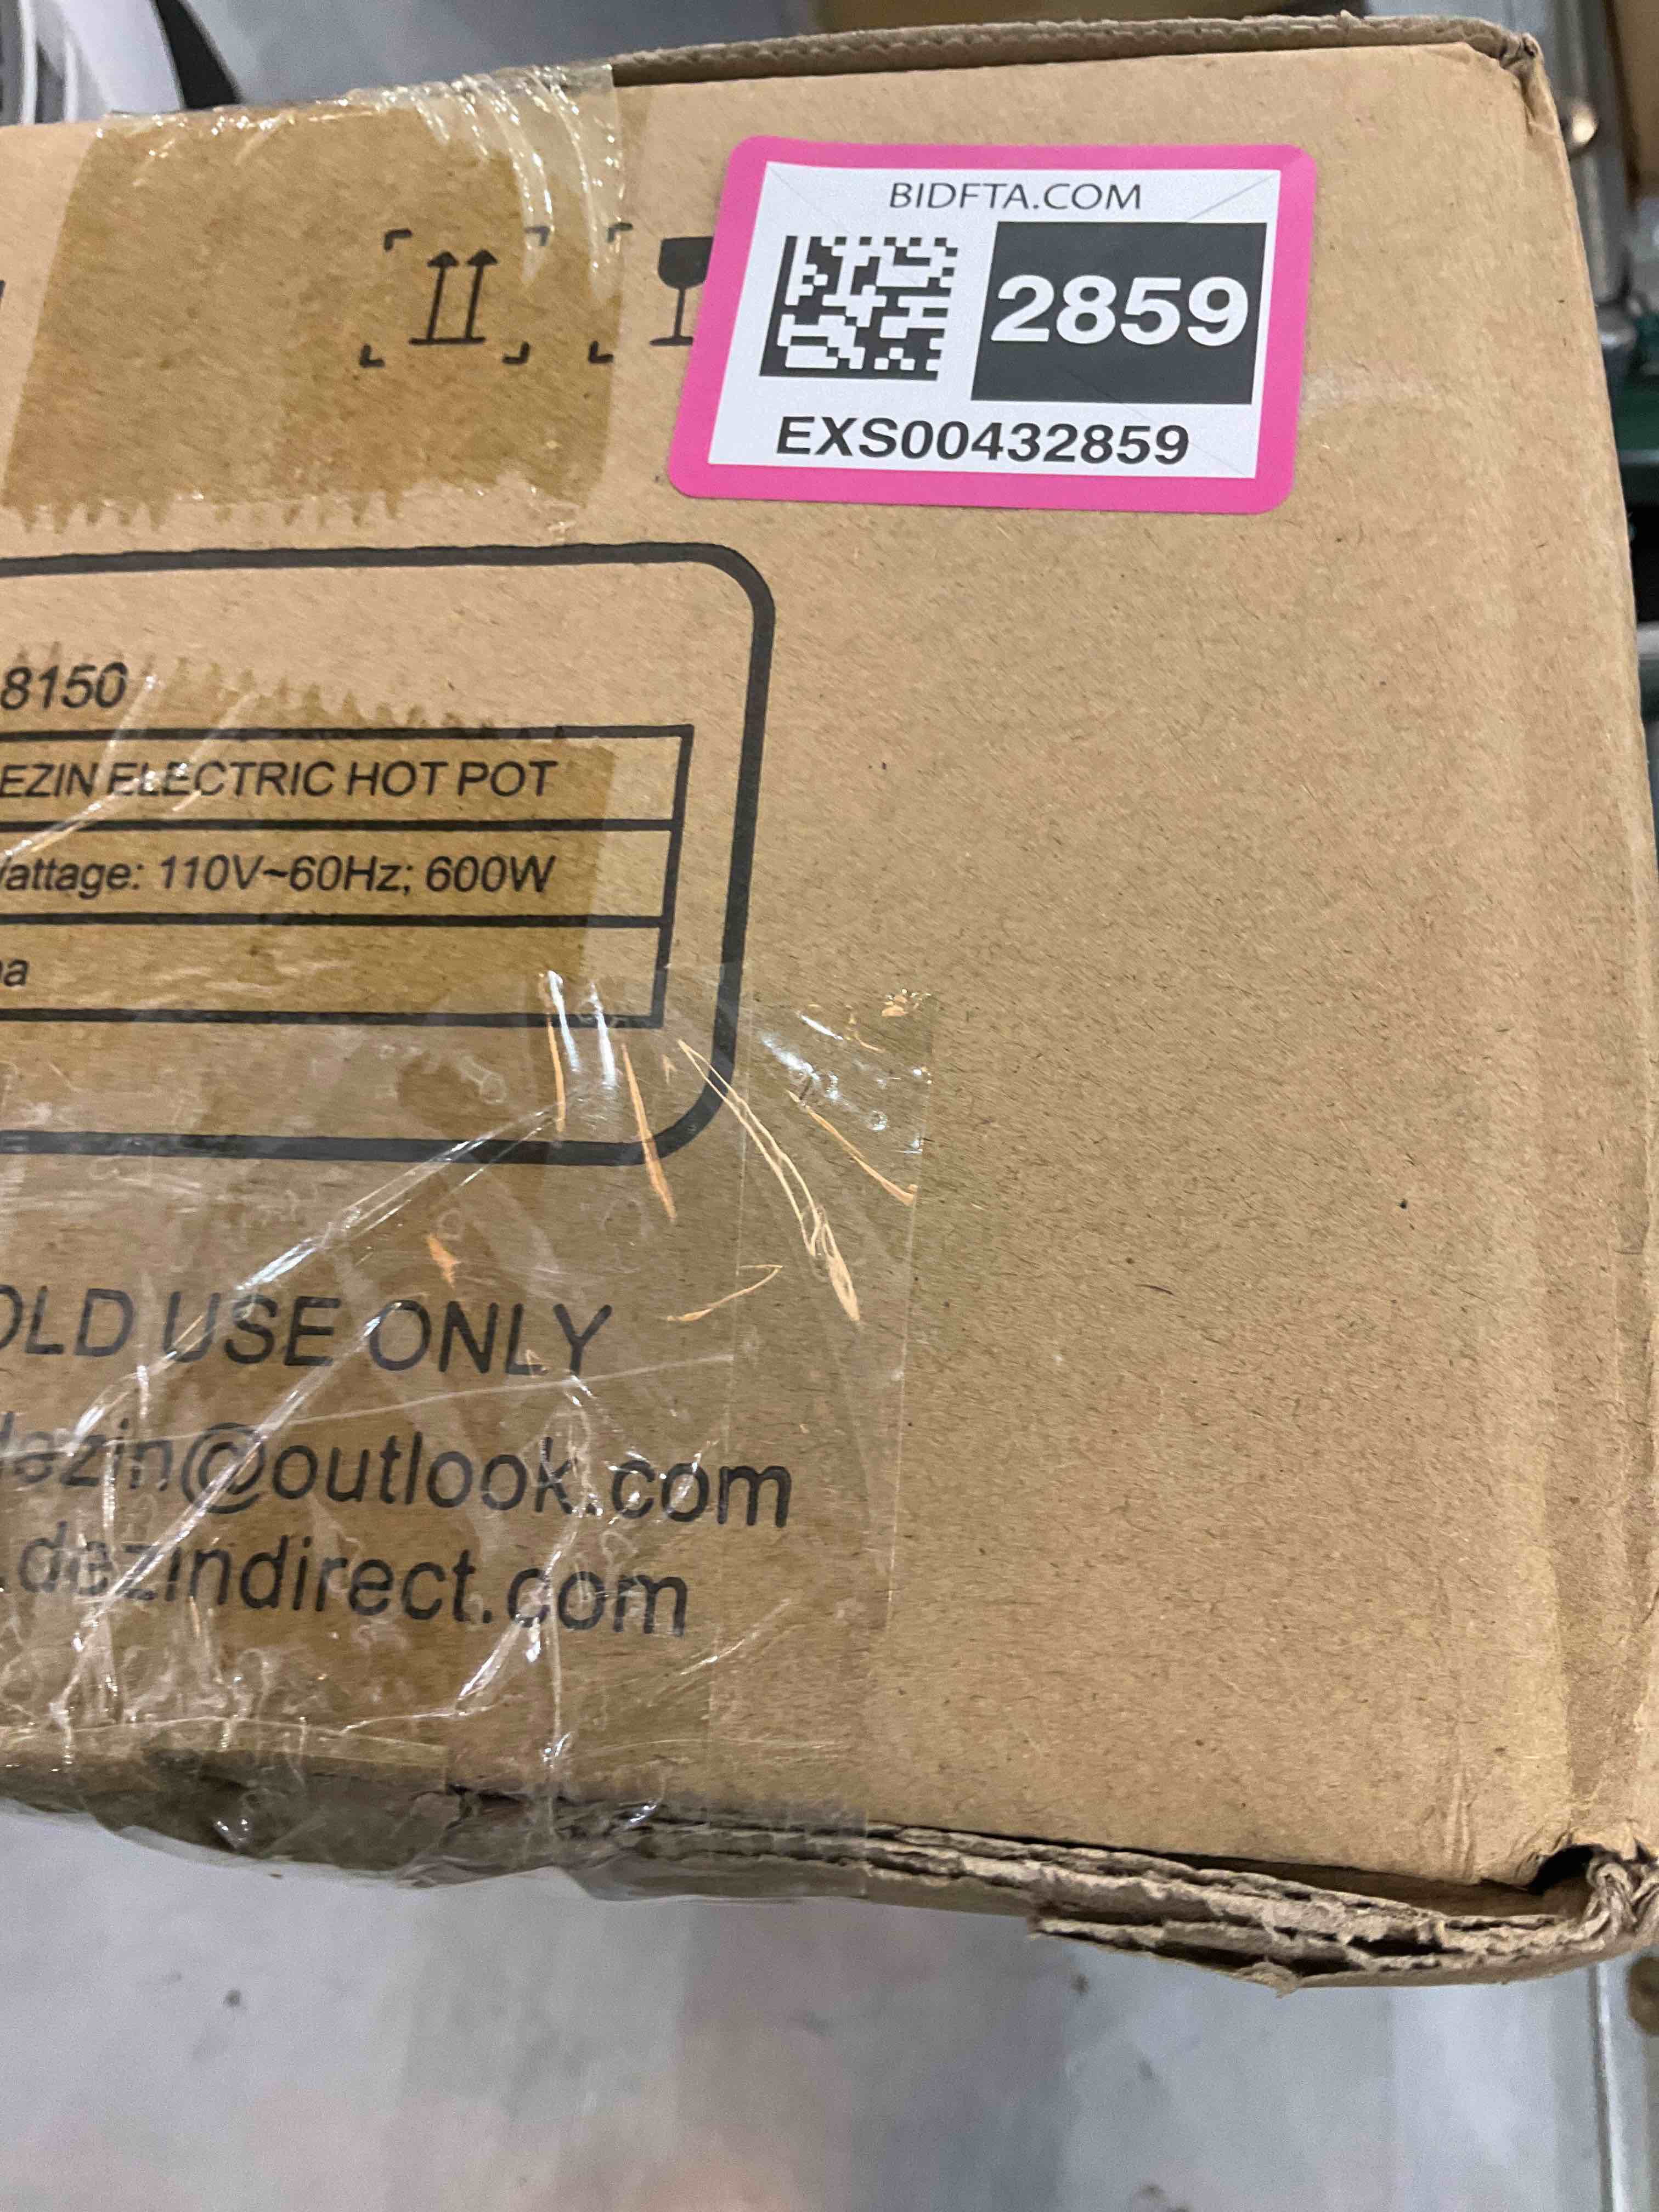 BIDFTA.COM
2859
EXS00432859
8150
EZIN ELECTRIC HOT POT
attage: 110V~60Hz; 600W
a
OLD USE ONLY
dezin@outlook.com
.dezindirect.com